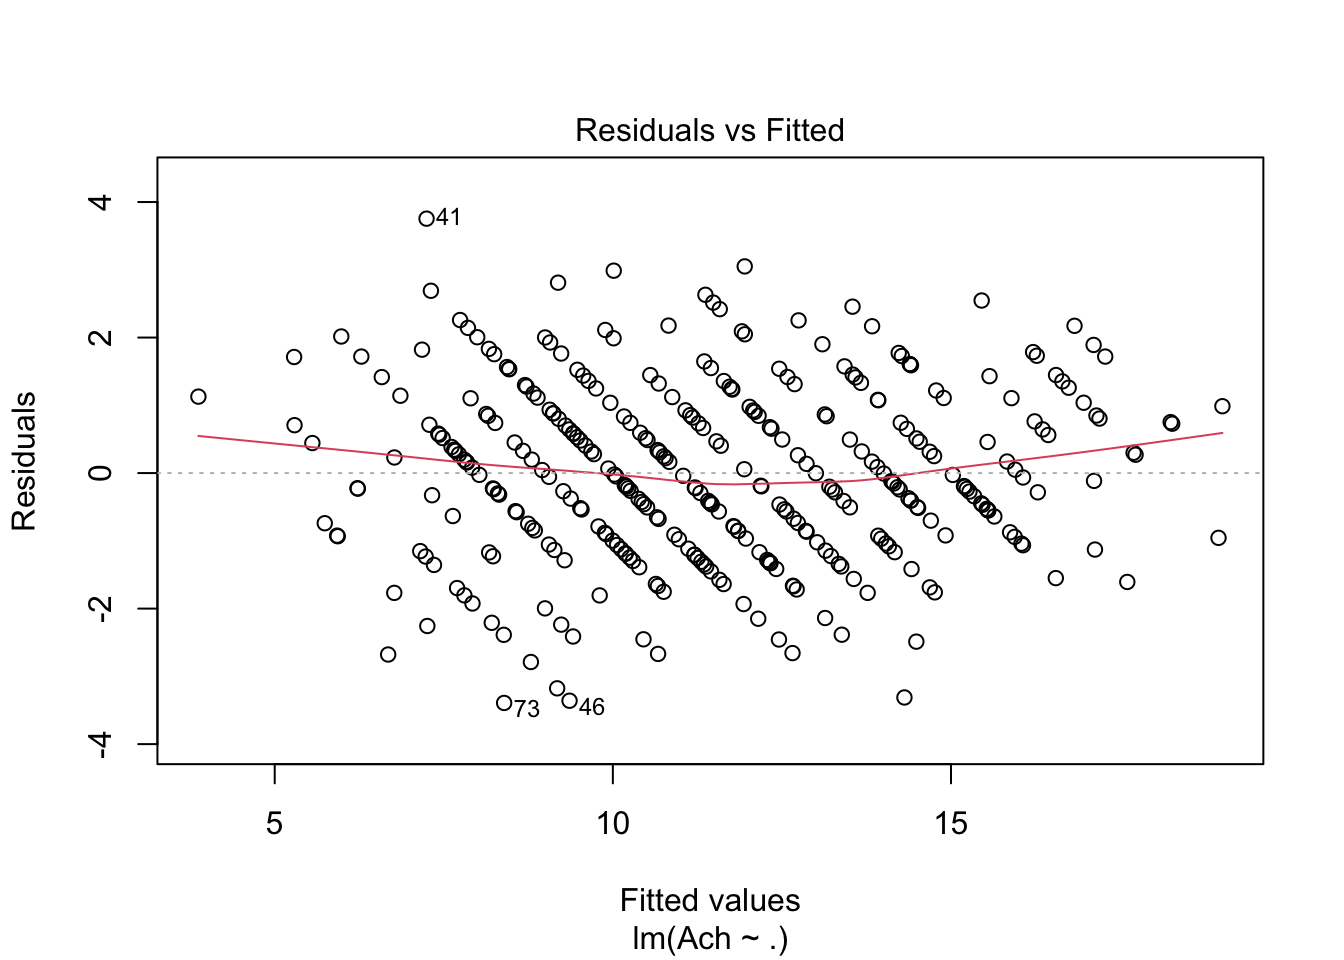 Residuals vs Fitted
Residuals
4
2
0
-2
-4
41
73
46
5
10
15
Fitted values
lm(Ach ~ .)